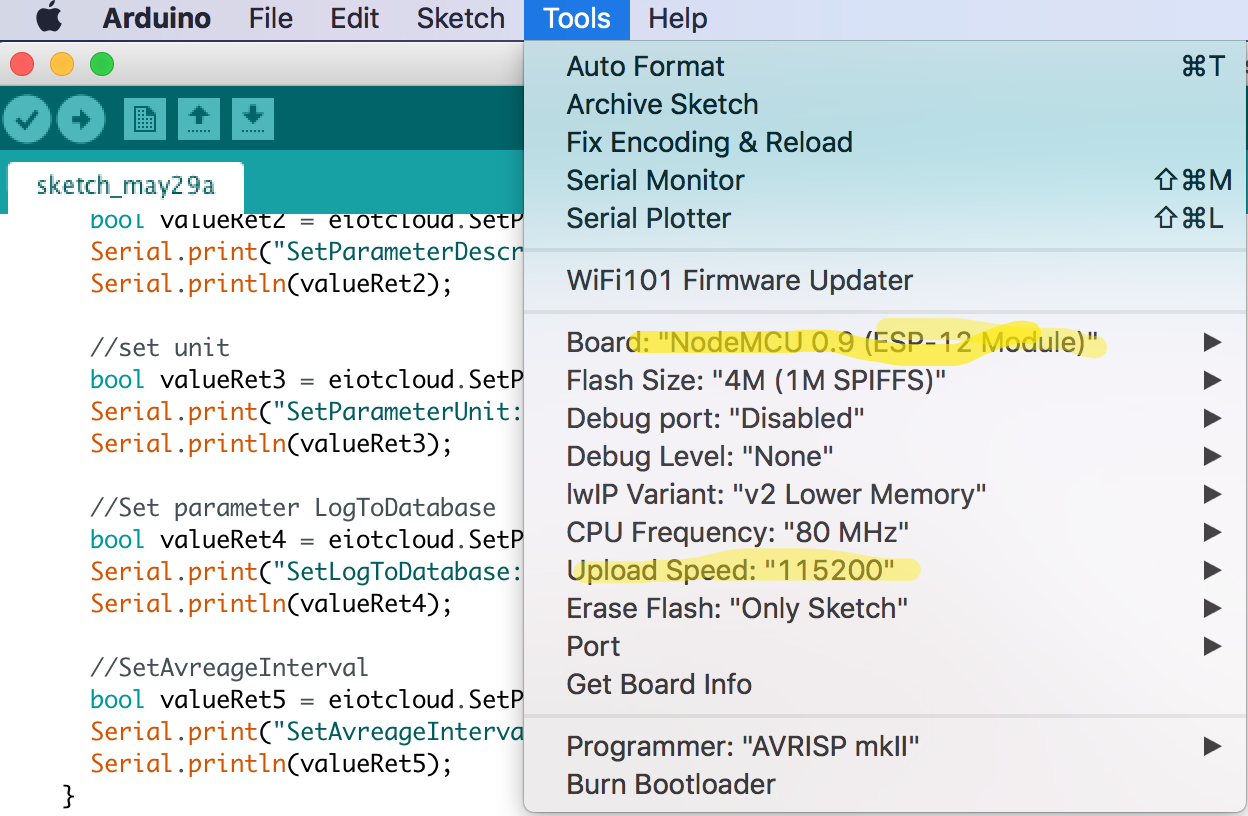 Arduino File Edit Sketch Tools Help
sketch_may29a
bool valueRet2 = eiotcloud.SetP
Serial.print("SetParameterDescr
Serial.println(valueRet2);
//set unit
bool valueRet3 = eiotcloud.SetP
Serial.print("SetParameterUnit:
Serial.println(valueRet3);
//Set parameter LogToDatabase
bool valueRet4 = eiotcloud.SetP
Serial.print("SetLogToDatabase:
Serial.println(valueRet4);
//SetAvreageInterval
bool valueRet5 = eiotcloud.SetP
Serial.print("SetAvreageInterva
Serial.println(valueRet5);
}
Auto Format ⌘T
Archive Sketch
Fix Encoding & Reload
Serial Monitor ⇧⌘M
Serial Plotter ⇧⌘L
WiFi101 Firmware Updater
Board: "NodeMCU 0.9 (ESP-12 Module)"
Flash Size: "4M (1M SPIFFS)"
Debug port: "Disabled"
Debug Level: "None"
lwIP Variant: "v2 Lower Memory"
CPU Frequency: "80 MHz"
Upload Speed: "115200"
Erase Flash: "Only Sketch"
Port
Get Board Info
Programmer: "AVRISP mkII"
Burn Bootloader